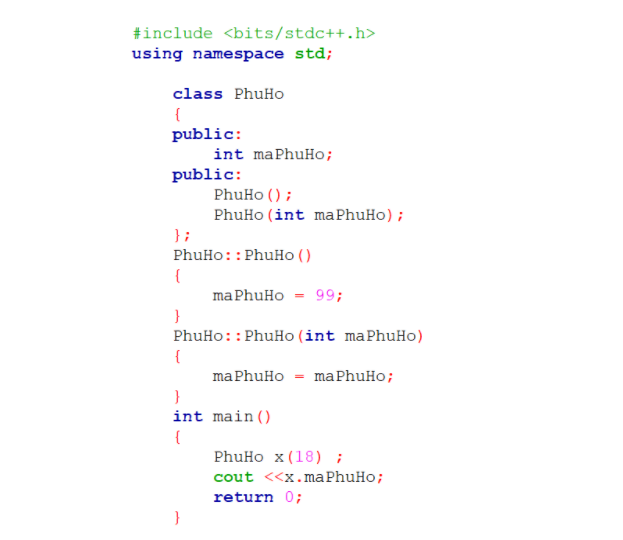 #include <bits/stdc++.h>
using namespace std;
class PhuHo
{
public:
int maPhuHo;
public:
PhuHo();
PhuHo(int maPhuHo);
};
PhuHo::PhuHo()
{
maPhuHo = 99;
}
PhuHo::PhuHo(int maPhuHo)
{
maPhuHo = maPhuHo;
}
int main()
{
PhuHo x(18) ;
cout <<x.maPhuHo;
return 0;
}